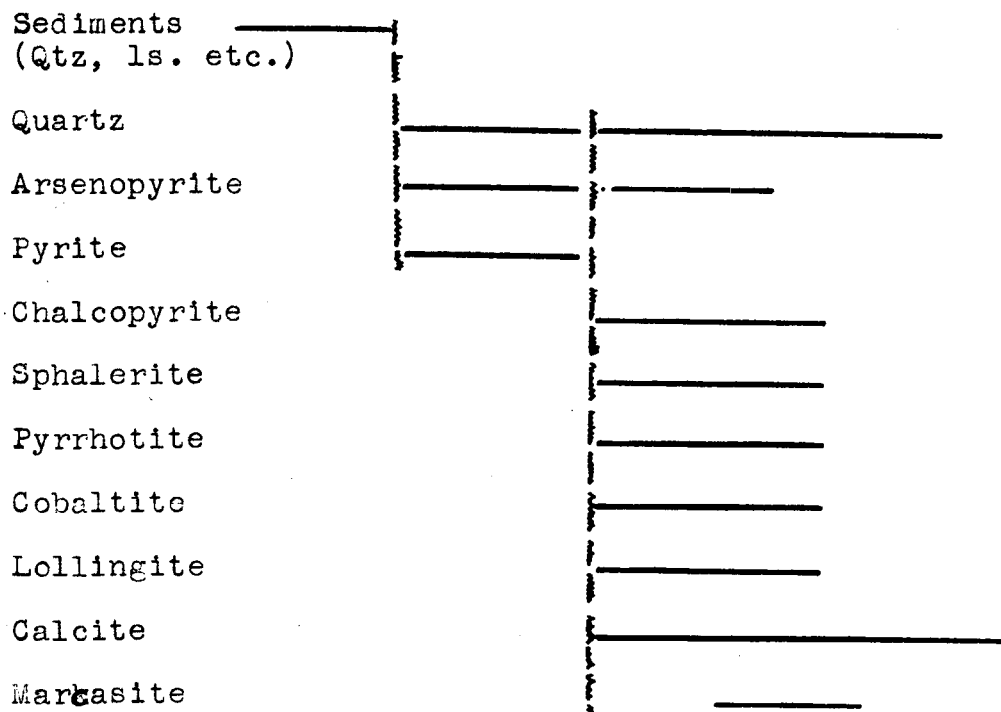 Sediments
(Qtz, ls. etc.)
Quartz
Arsenopyrite
Pyrite
Chalcopyrite
Sphalerite
Pyrrhotite
Cobaltite
Lollingite
Calcite
Marcasite